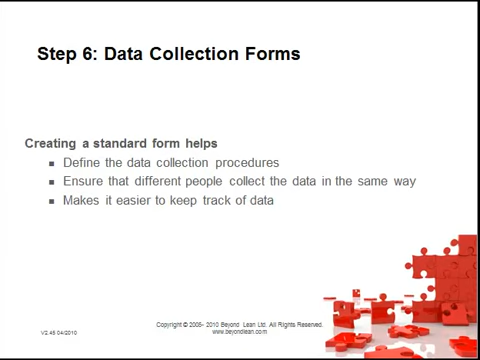 Step 6: Data Collection Forms
Creating a standard form helps
▪ Define the data collection procedures
▪ Ensure that different people collect the data in the same way
▪ Makes it easier to keep track of data
Copyright © 2005- 2010 Beyond Lean Ltd. All Rights Reserved.
V2.45 04/2010
www.beyondlean.com